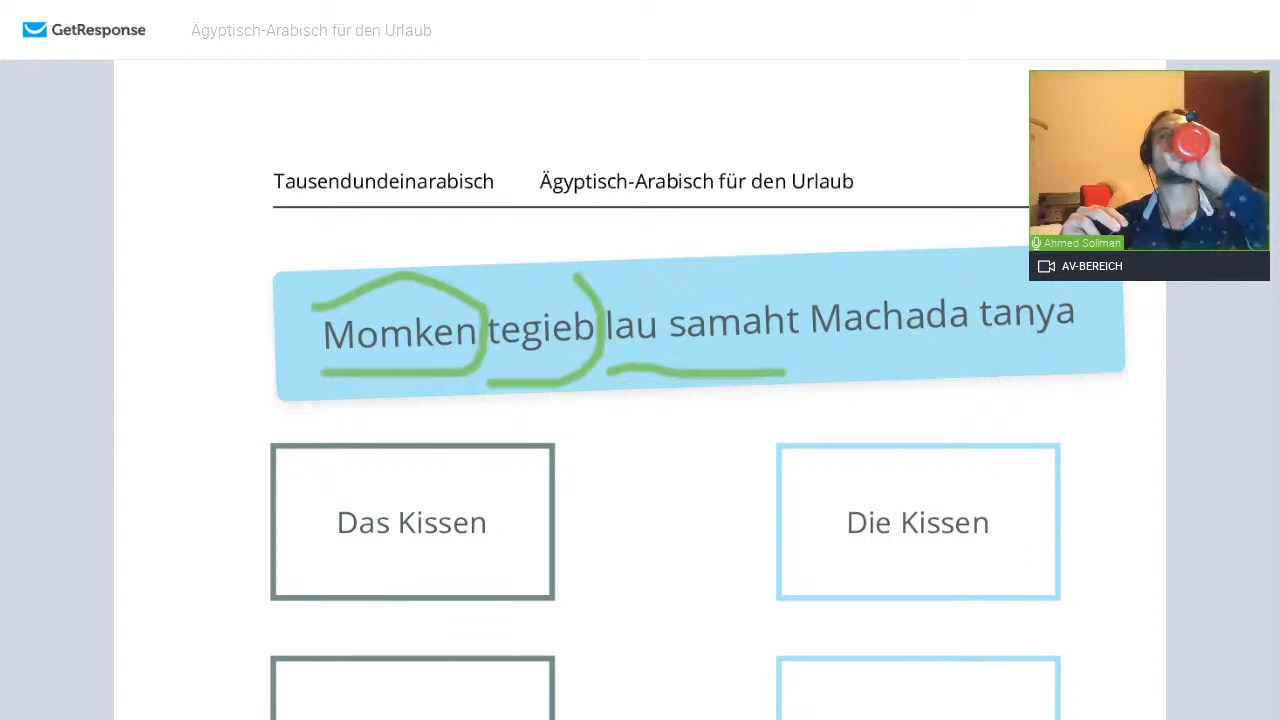 GetResponse
Ägyptisch-Arabisch für den Urlaub
Tausendundeinarabisch Ägyptisch-Arabisch für den Urlaub
Ahmed Soliman
AV-BEREICH
Momken tegieb lau samaht Machada tanya
Das Kissen
Die Kissen